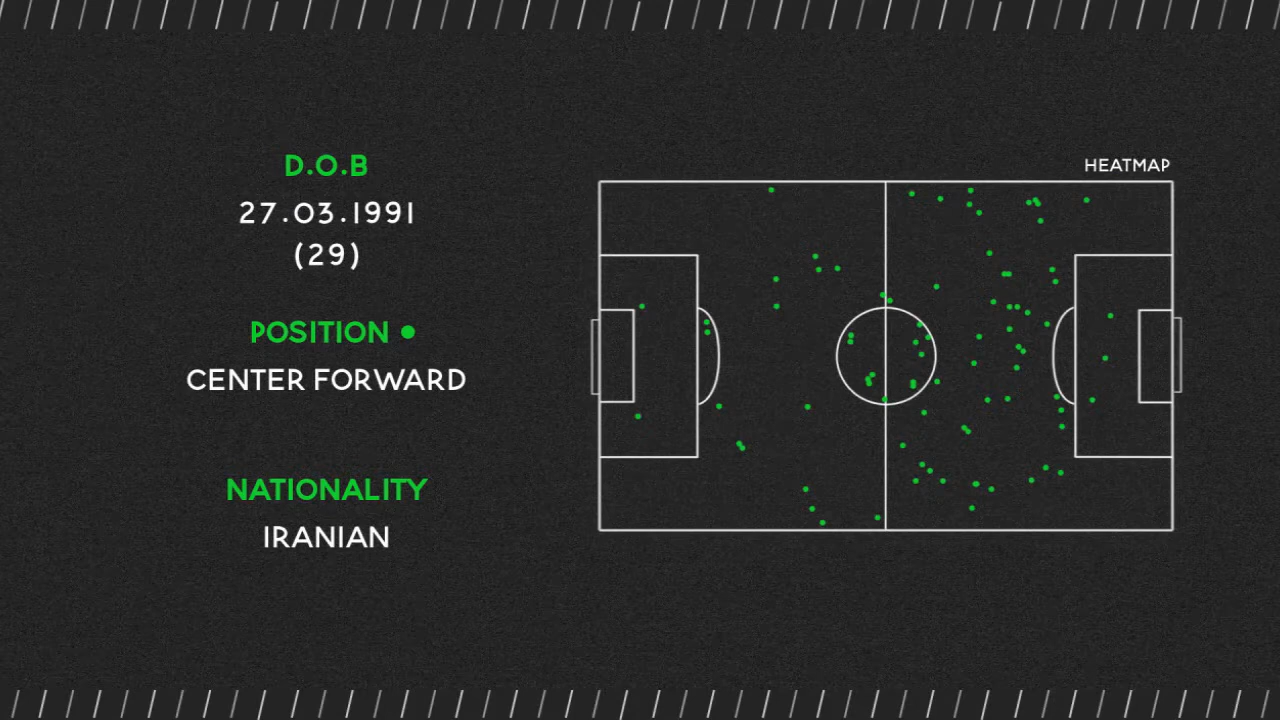 D.O.B
27.03.1991
(29)
POSITION
CENTER FORWARD
NATIONALITY
IRANIAN
HEATMAP